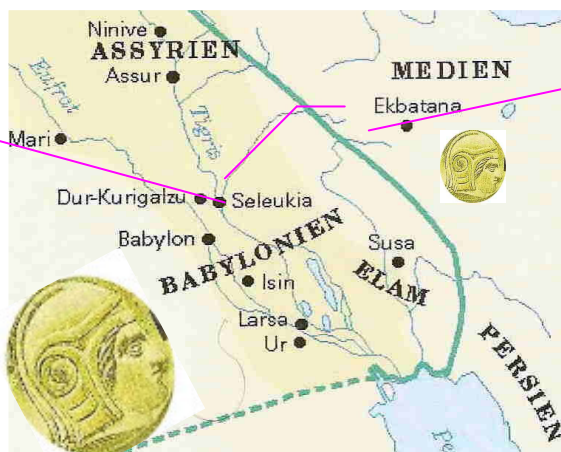 Ninive
ASSYRIEN
Assur
MEDIEN
Ekbatana
Eufrat
Tigris
Mari
Dur-Kurigalzu
Seleukia
Babylon
BABYLONIEN
Susa
Isin
ELAM
Larsa
Ur
PERSIEN
Pe